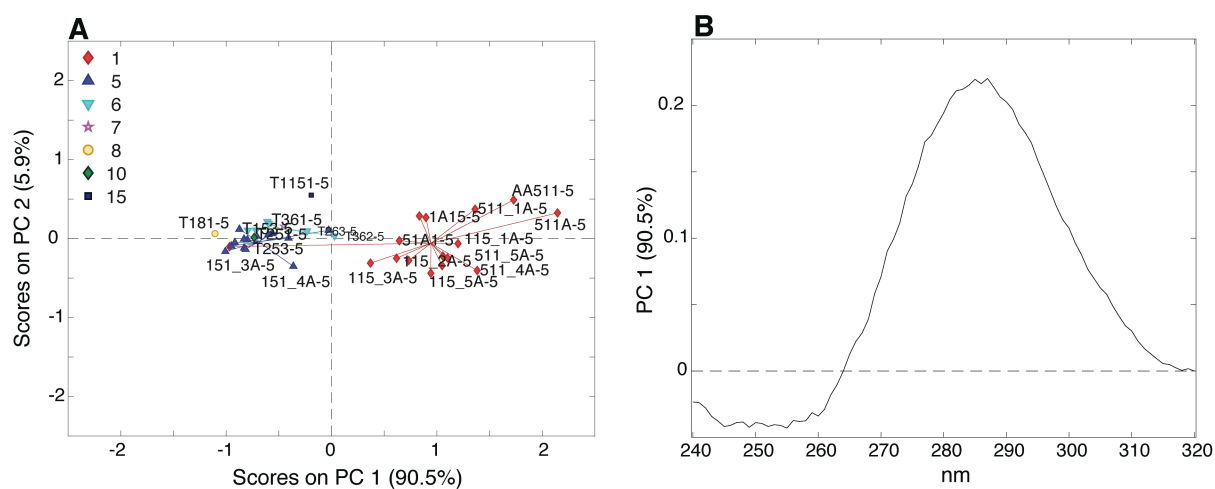 A
Scores on PC 2 (5.9%)
2
1
0
-1
-2
1
5
6
7
8
10
15
T1151-5
T181-5
T361-5
T263-5
T362-5
T253-5
151_3A-5
151_4A-5
AA511-5
511_1A-5
511A-5
1A15-5
51A1-5
115_1A-5
115_2A-5
511_5A-5
511_4A-5
115_3A-5
115_5A-5
-2 -1 0 1 2
Scores on PC 1 (90.5%)
B
PC 1 (90.5%)
0.2
0.1
0
240 250 260 270 280 290 300 310 320
nm